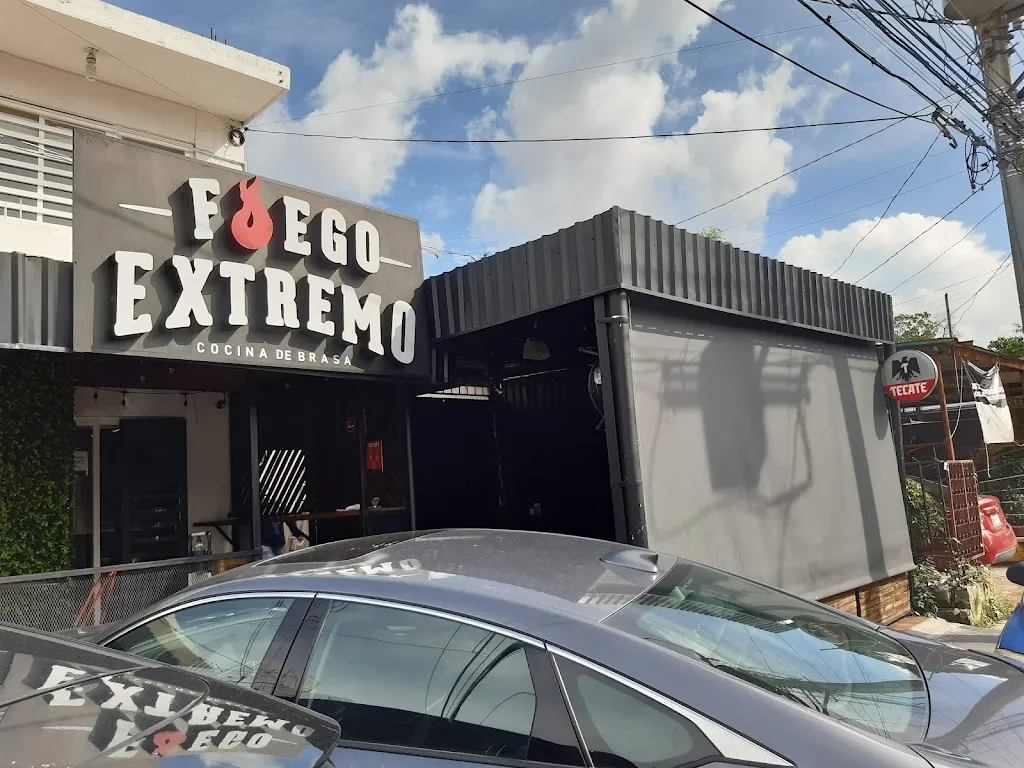 FUEGO
EXTREMO
COCINA DE BRASA
TECATE